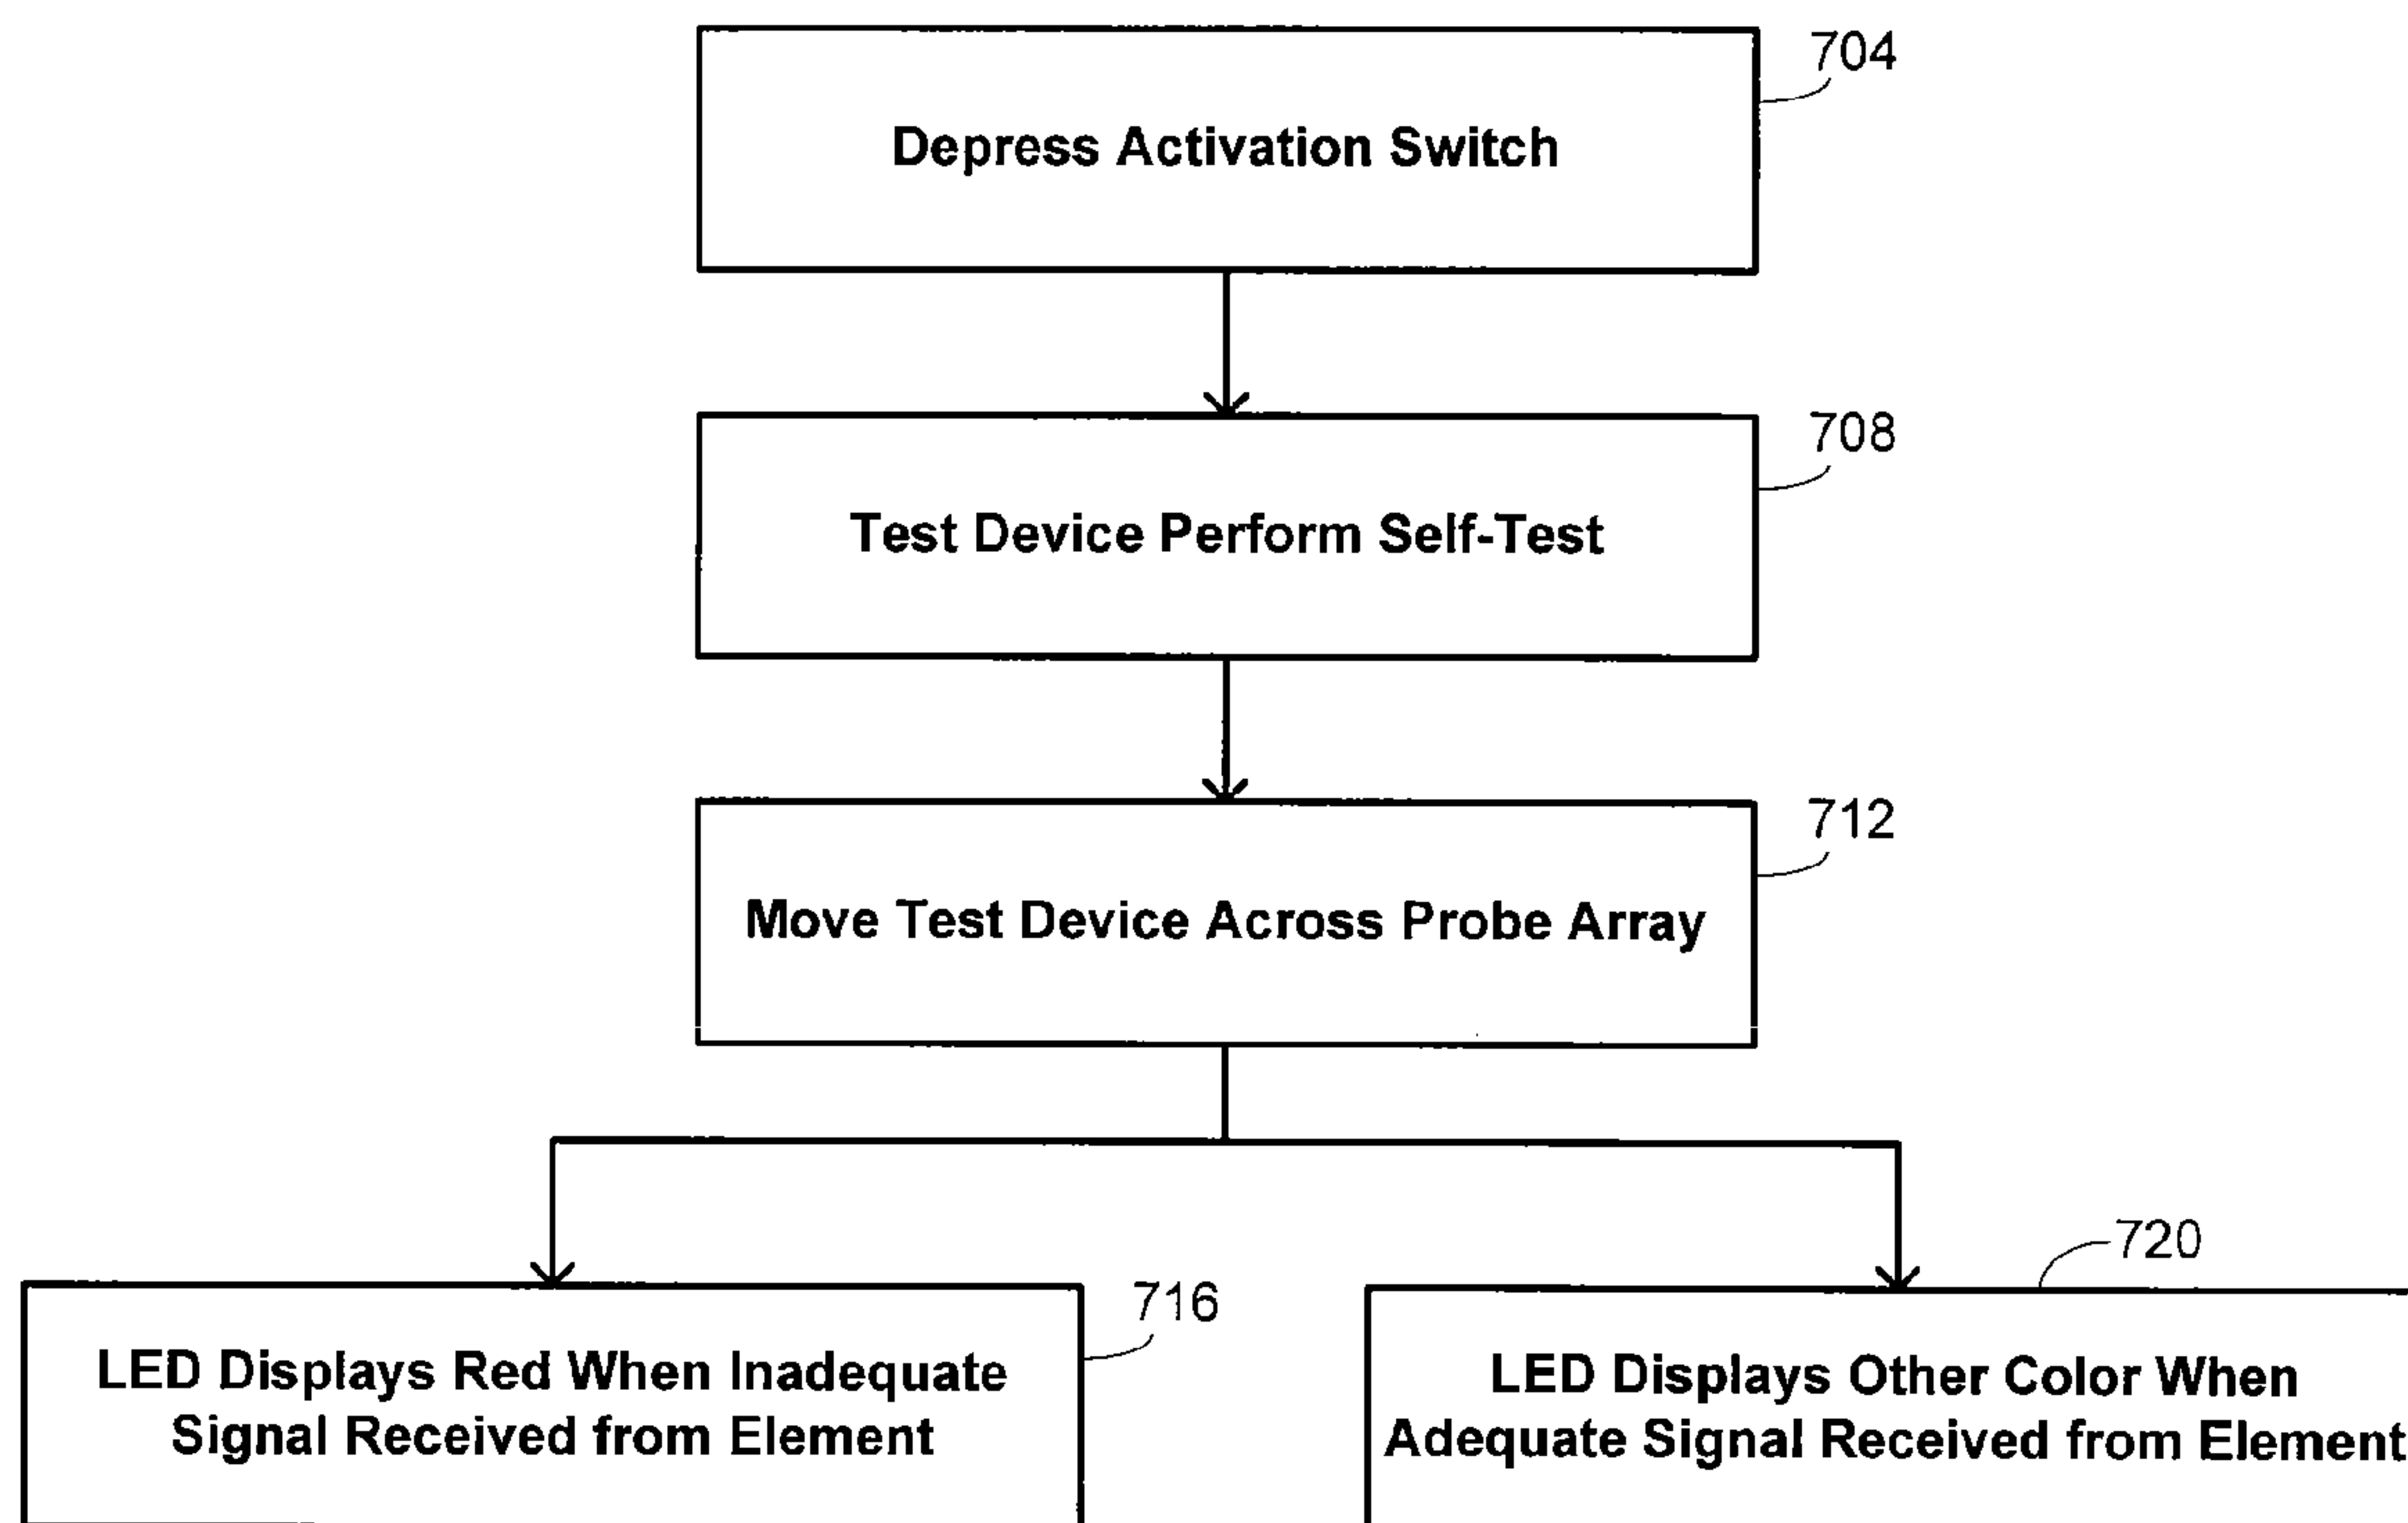 704
Depress Activation Switch
708
Test Device Perform Self-Test
712
Move Test Device Across Probe Array
716
LED Displays Red When Inadequate
Signal Received from Element
720
LED Displays Other Color When
Adequate Signal Received from Element